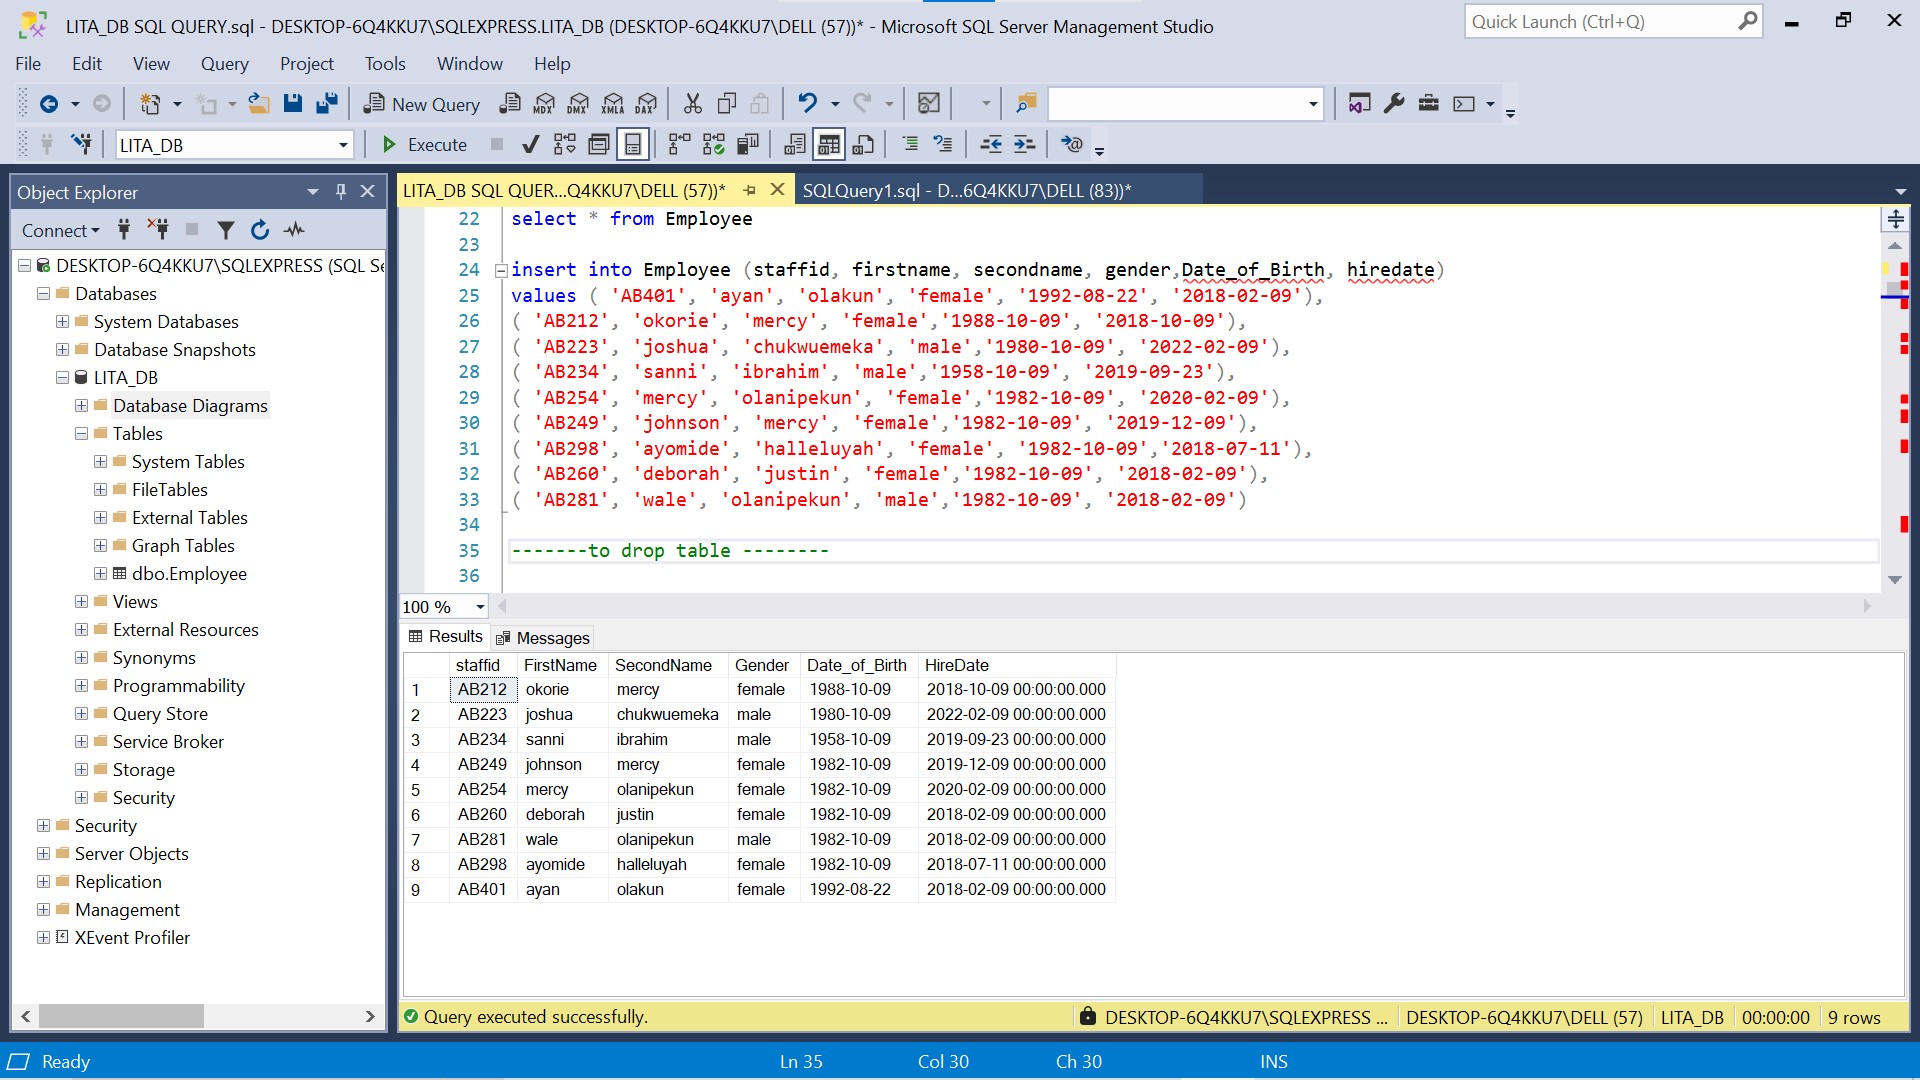 LITA_DB SQL QUERY.sql - DESKTOP-6Q4KKU7\SQLEXPRESS.LITA_DB (DESKTOP-6Q4KKU7\DELL (57))* - Microsoft SQL Server Management Studio
Quick Launch (Ctrl+Q)
File Edit View Query Project Tools Window Help
New Query MDX DMX XMLA DAX
LITA_DB Execute
Object Explorer
Connect
DESKTOP-6Q4KKU7\SQLEXPRESS (SQL Se
Databases
System Databases
Database Snapshots
LITA_DB
Database Diagrams
Tables
System Tables
FileTables
External Tables
Graph Tables
dbo.Employee
Views
External Resources
Synonyms
Programmability
Query Store
Service Broker
Storage
Security
Security
Server Objects
Replication
Management
XEvent Profiler
LITA_DB SQL QUER...Q4KKU7\DELL (57))* SQLQuery1.sql - D...6Q4KKU7\DELL (83))*
22 select * from Employee
23
24 insert into Employee (staffid, firstname, secondname, gender,Date_of_Birth, hiredate)
25 values ( 'AB401', 'ayan', 'olakun', 'female', '1992-08-22', '2018-02-09'),
26 ( 'AB212', 'okorie', 'mercy', 'female','1988-10-09', '2018-10-09'),
27 ( 'AB223', 'joshua', 'chukwuemeka', 'male','1980-10-09', '2022-02-09'),
28 ( 'AB234', 'sanni', 'ibrahim', 'male','1958-10-09', '2019-09-23'),
29 ( 'AB254', 'mercy', 'olanipekun', 'female','1982-10-09', '2020-02-09'),
30 ( 'AB249', 'johnson', 'mercy', 'female','1982-10-09', '2019-12-09'),
31 ( 'AB298', 'ayomide', 'halleluyah', 'female', '1982-10-09','2018-07-11'),
32 ( 'AB260', 'deborah', 'justin', 'female','1982-10-09', '2018-02-09'),
33 ( 'AB281', 'wale', 'olanipekun', 'male','1982-10-09', '2018-02-09')
34
35 -------to drop table --------
36
100 %
Results Messages
staffid FirstName SecondName Gender Date_of_Birth HireDate
1 AB212 okorie mercy female 1988-10-09 2018-10-09 00:00:00.000
2 AB223 joshua chukwuemeka male 1980-10-09 2022-02-09 00:00:00.000
3 AB234 sanni ibrahim male 1958-10-09 2019-09-23 00:00:00.000
4 AB249 johnson mercy female 1982-10-09 2019-12-09 00:00:00.000
5 AB254 mercy olanipekun female 1982-10-09 2020-02-09 00:00:00.000
6 AB260 deborah justin female 1982-10-09 2018-02-09 00:00:00.000
7 AB281 wale olanipekun male 1982-10-09 2018-02-09 00:00:00.000
8 AB298 ayomide halleluyah female 1982-10-09 2018-07-11 00:00:00.000
9 AB401 ayan olakun female 1992-08-22 2018-02-09 00:00:00.000
Query executed successfully. DESKTOP-6Q4KKU7\SQLEXPRESS ... DESKTOP-6Q4KKU7\DELL (57) LITA_DB 00:00:00 9 rows
Ready Ln 35 Col 30 Ch 30 INS